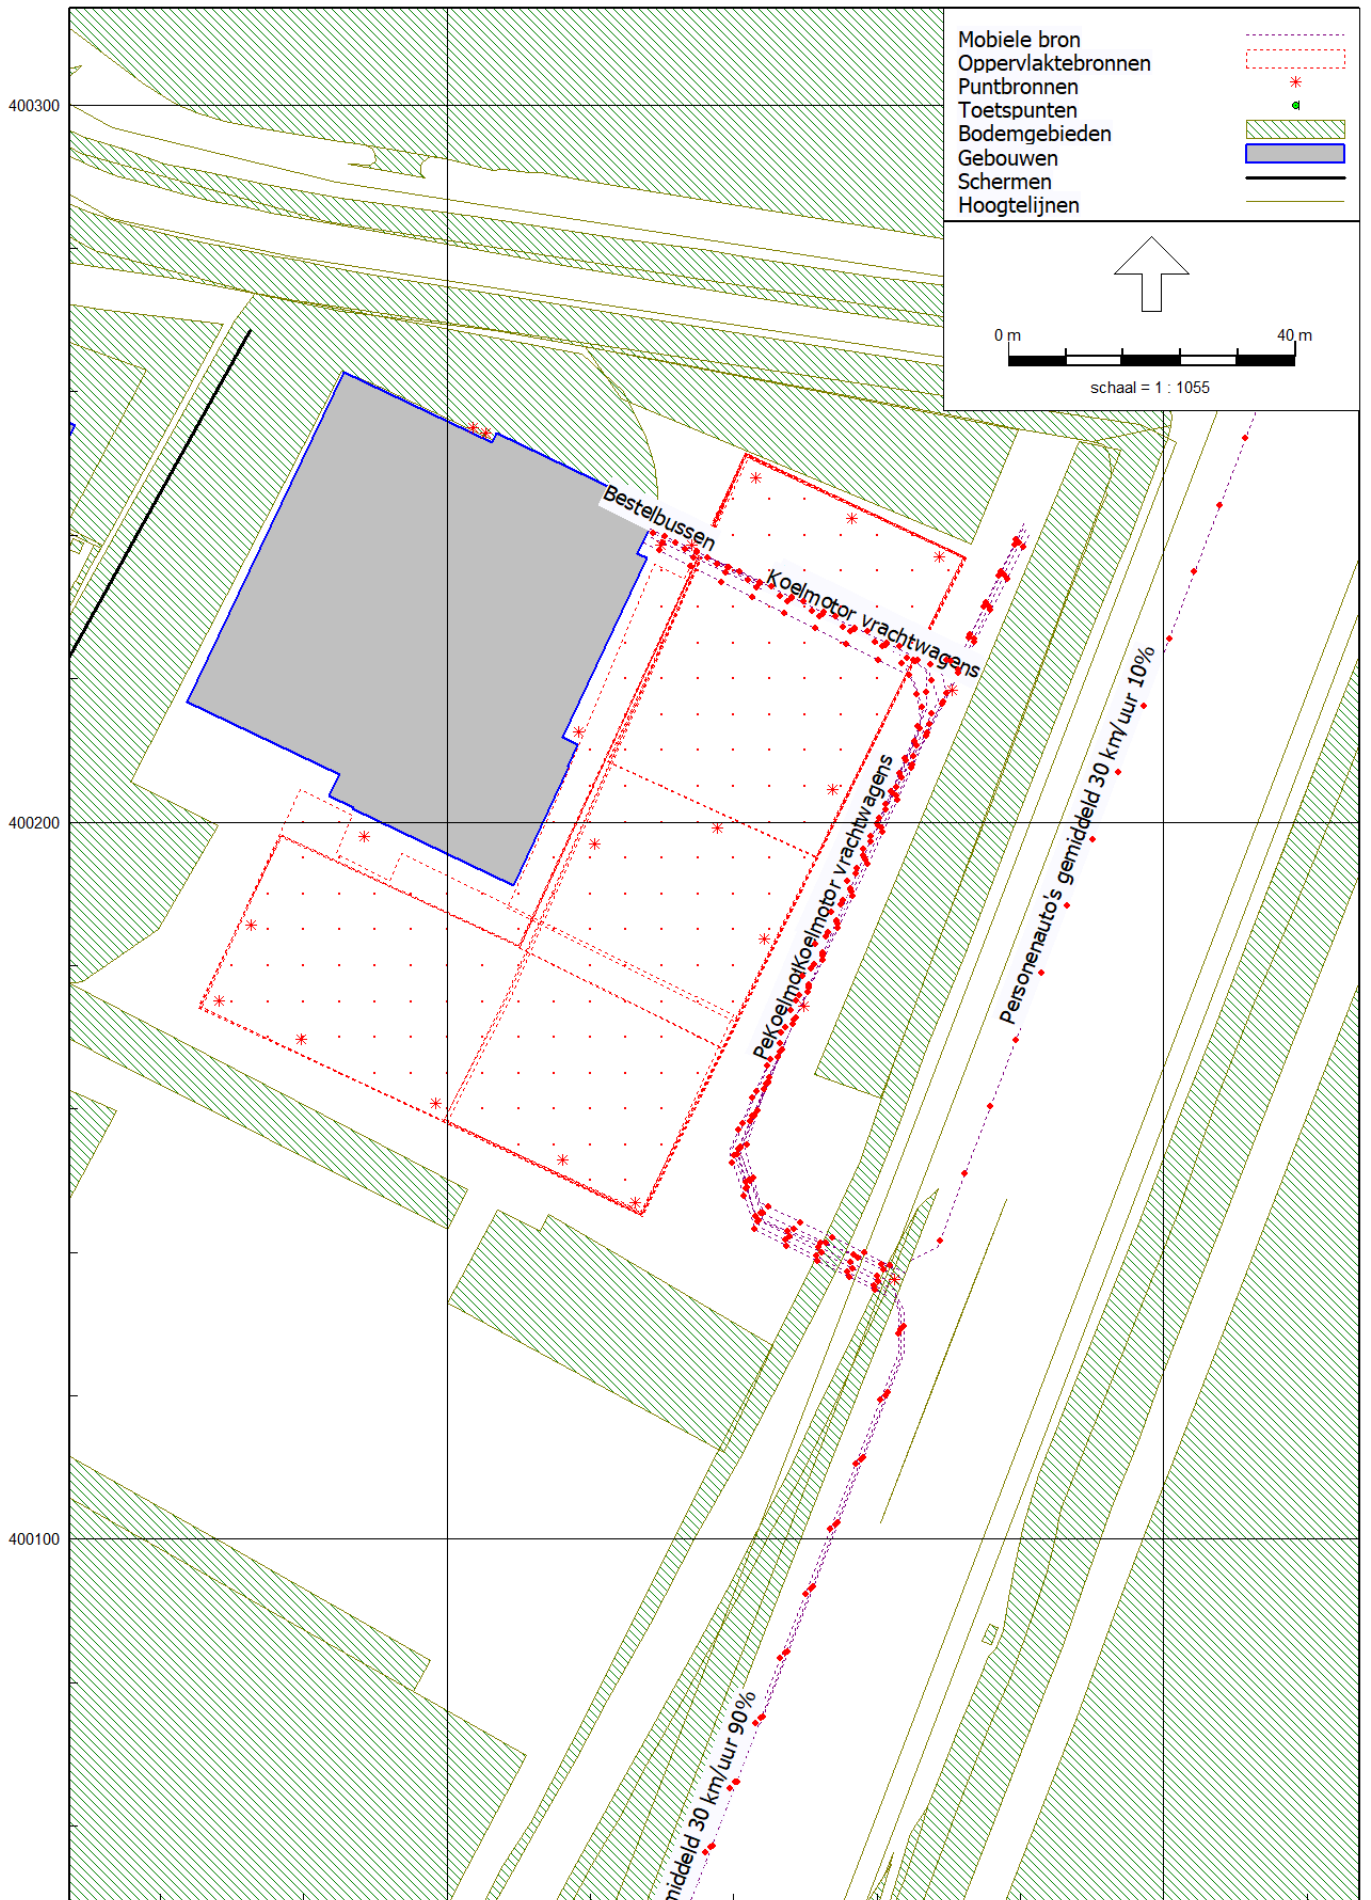 Mobiele bron
Oppervlaktebronnen
Puntbronnen
Toetspunten
Bodemgebieden
Gebouwen
Schermen
Hoogtelijnen
0 m
40 m
schaal = 1 : 1055
400300
Bestelbussen
Koelmotor vrachtwagens
Personenauto's gemiddeld 30 km/uur 10%
400200
PeKoelmoKoelmotor vrachtwagens
400100
middeld 30 km/uur 90%